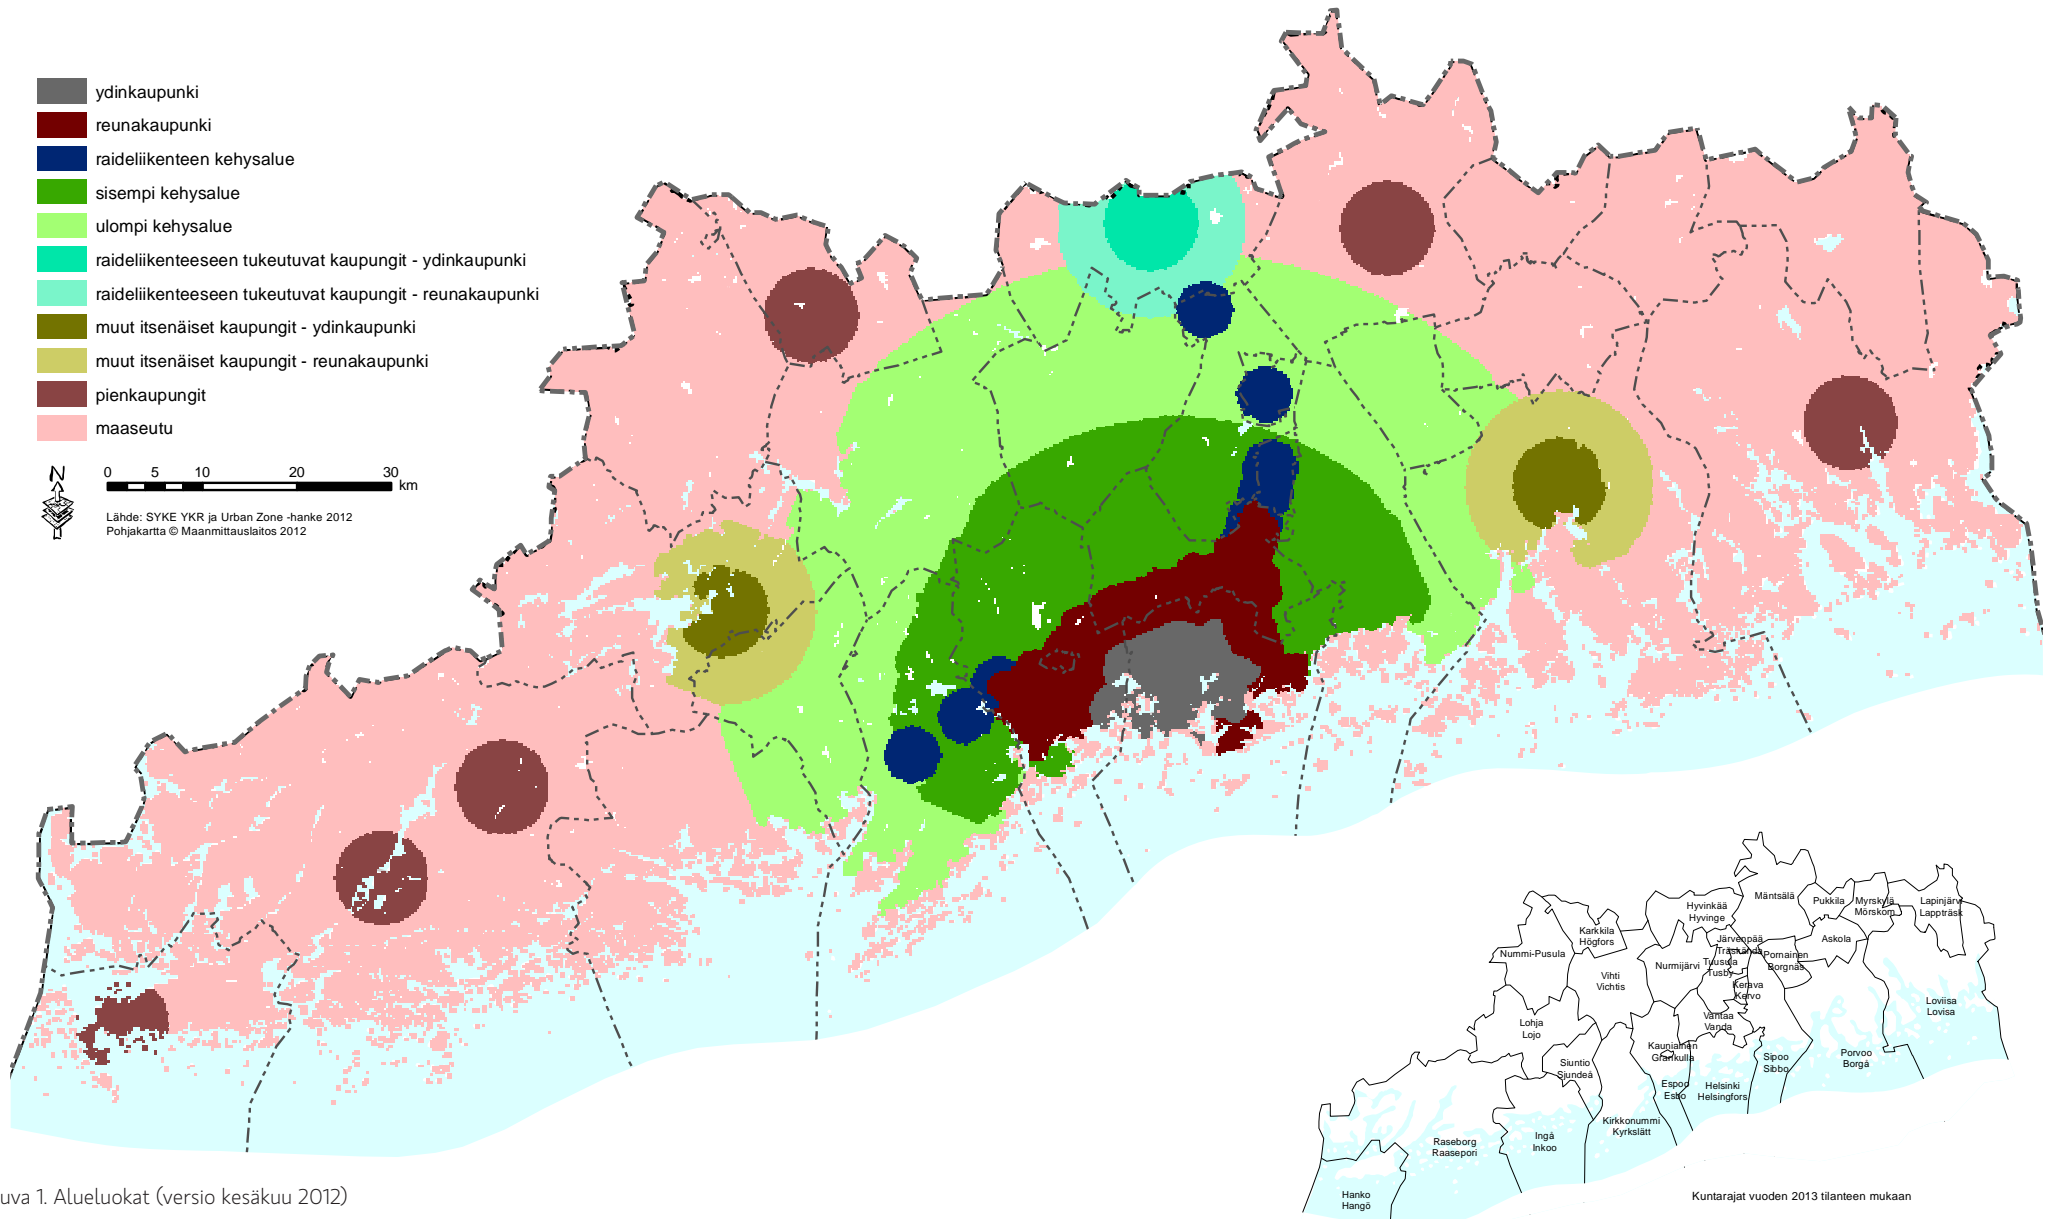 ydinkaupunki
reunakaupunki
raideliikenteen kehysalue
sisempi kehysalue
ulompi kehysalue
raideliikenteeseen tukeutuvat kaupungit - ydinkaupunki
raideliikenteeseen tukeutuvat kaupungit - reunakaupunki
muut itsenäiset kaupungit - ydinkaupunki
muut itsenäiset kaupungit - reunakaupunki
pienkaupungit
maaseutu
N
0 5 10 20 30
km
Lähde: SYKE YKR ja Urban Zone -hanke 2012
Pohjakartta © Maanmittauslaitos 2012
Mäntsälä
Pukkila
Myrskylä
Mörskom
Lapinjärvi
Lappträsk
Hyvinkää
Hyvinge
Karkkila
Högfors
Askola
Nummi-Pusula
Järvenpää
Träskända
Pornainen
Borgnäs
Nurmijärvi
Tuusula
Tusby
Vihti
Vichtis
Kerava
Kervo
Loviisa
Lovisa
Vantaa
Vanda
Lohja
Lojo
Kauniainen
Grankulla
Siuntio
Sjundeå
Sipoo
Sibbo
Porvoo
Borgå
Espoo
Esbo
Helsinki
Helsingfors
Kirkkonummi
Kyrkslätt
Raseborg
Raasepori
Ingå
Inkoo
Hanko
Hangö
Kuntarajat vuoden 2013 tilanteen mukaan
uva 1. Alueluokat (versio kesäkuu 2012)